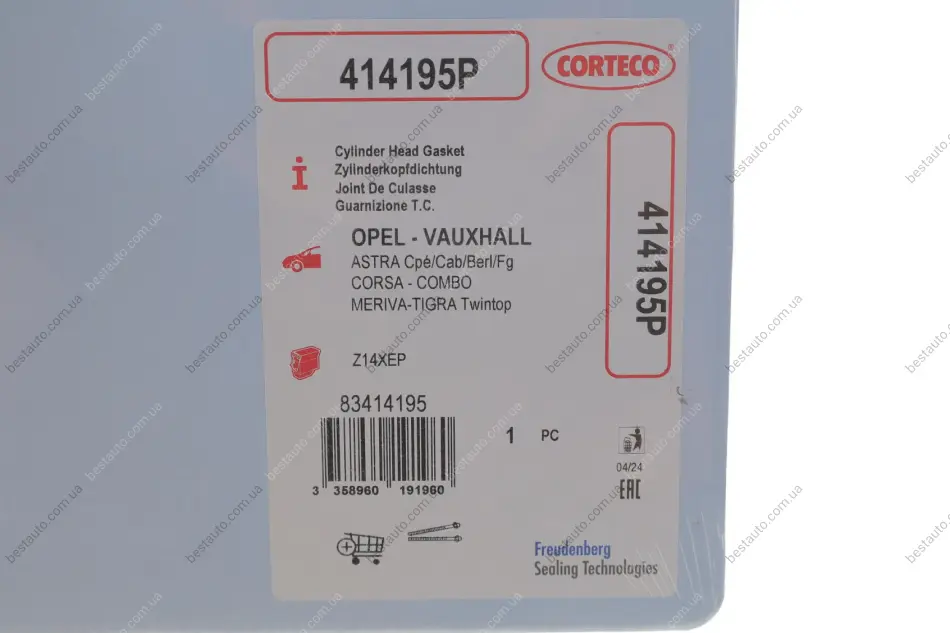 414195P
CORTECO
Cylinder Head Gasket
Zylinderkopfdichtung
Joint De Culasse
Guarnizione T.C.
OPEL - VAUXHALL
ASTRA Cpé/Cab/Berl/Fg
CORSA - COMBO
MERIVA-TIGRA Twintop
414195P
Z14XEP
83414195
1 PC
3 358960 191960
04/24
EAC
Freudenberg
Sealing Technologies
bestauto.com.ua